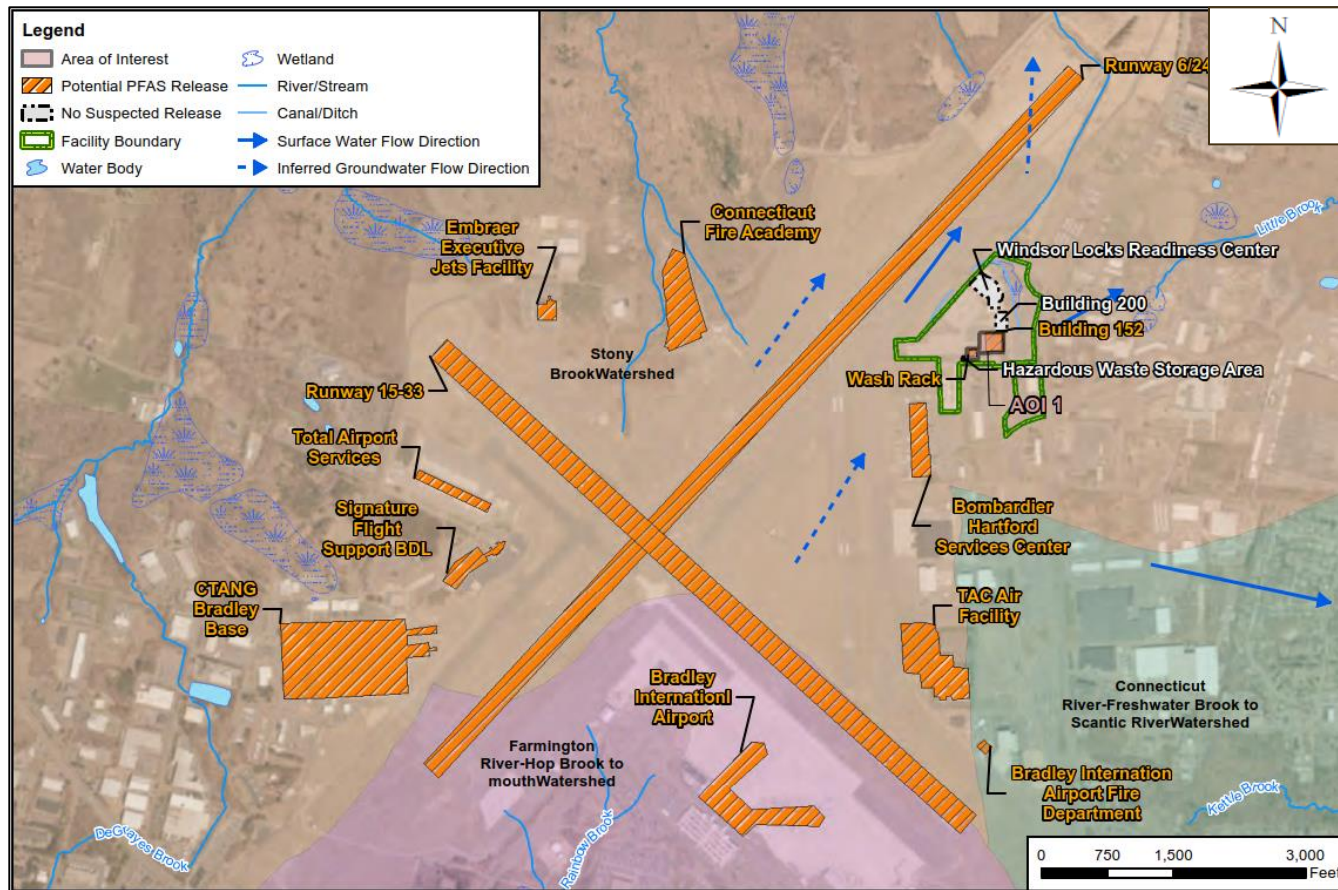 Legend
Area of Interest
Potential PFAS Release
No Suspected Release
Facility Boundary
Water Body
Wetland
River/Stream
Canal/Ditch
Surface Water Flow Direction
Inferred Groundwater Flow Direction
N
Runway 6/24
Little Brook
Connecticut
Fire Academy
Embraer
Executive
Jets Facility
Windsor Locks Readiness Center
Building 200
Building 152
Stony
BrookWatershed
Wash Rack
Hazardous Waste Storage Area
AOI 1
Runway 15-33
Total Airport
Services
Signature
Flight
Support BDL
Bombardier
Hartford
Services Center
CTANG
Bradley
Base
TAC Air
Facility
Bradley
Internationl
Airport
Connecticut
River-Freshwater Brook to
Scantic RiverWatershed
Farmington
River-Hop Brook to
mouthWatershed
Bradley Internation
Airport Fire
Department
Kettle Brook
DeGrayes Brook
Rainbow Brook
0 750 1,500 3,000
Feet